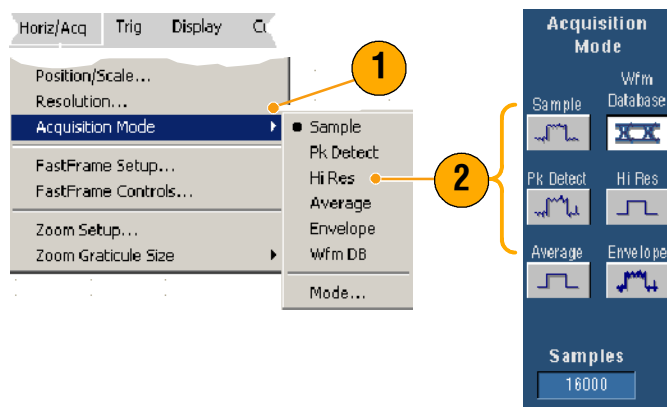 Horiz/Acq Trig Display
Position/Scale...
Resolution...
Acquisition Mode
FastFrame Setup...
FastFrame Controls...
Zoom Setup...
Zoom Graticule Size
1
Sample
Pk Detect
Hi Res
Average
Envelope
Wfm DB
Mode...
2
Acquisition
Mode
Sample
Wfm
Database
Pk Detect
Hi Res
Average
Envelope
Samples
16000